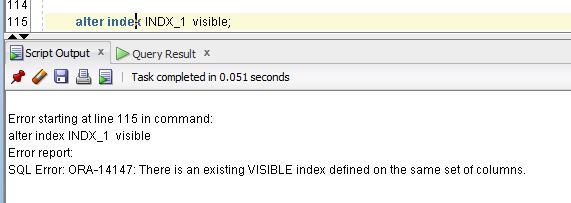 114
115 alter index INDX_1 visible;
Script Output x Query Result x
Task completed in 0.051 seconds
Error starting at line 115 in command:
alter index INDX_1 visible
Error report:
SQL Error: ORA-14147: There is an existing VISIBLE index defined on the same set of columns.